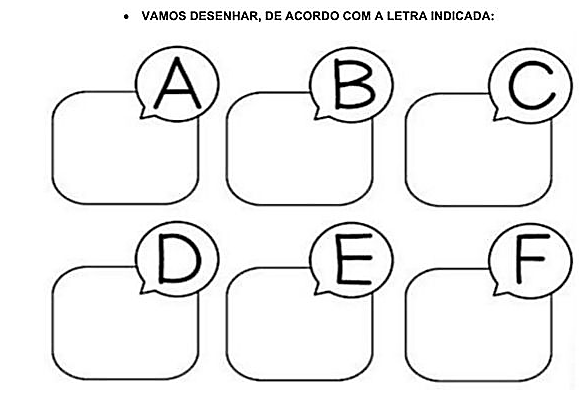 • VAMOS DESENHAR, DE ACORDO COM A LETRA INDICADA:
A B C
D E F